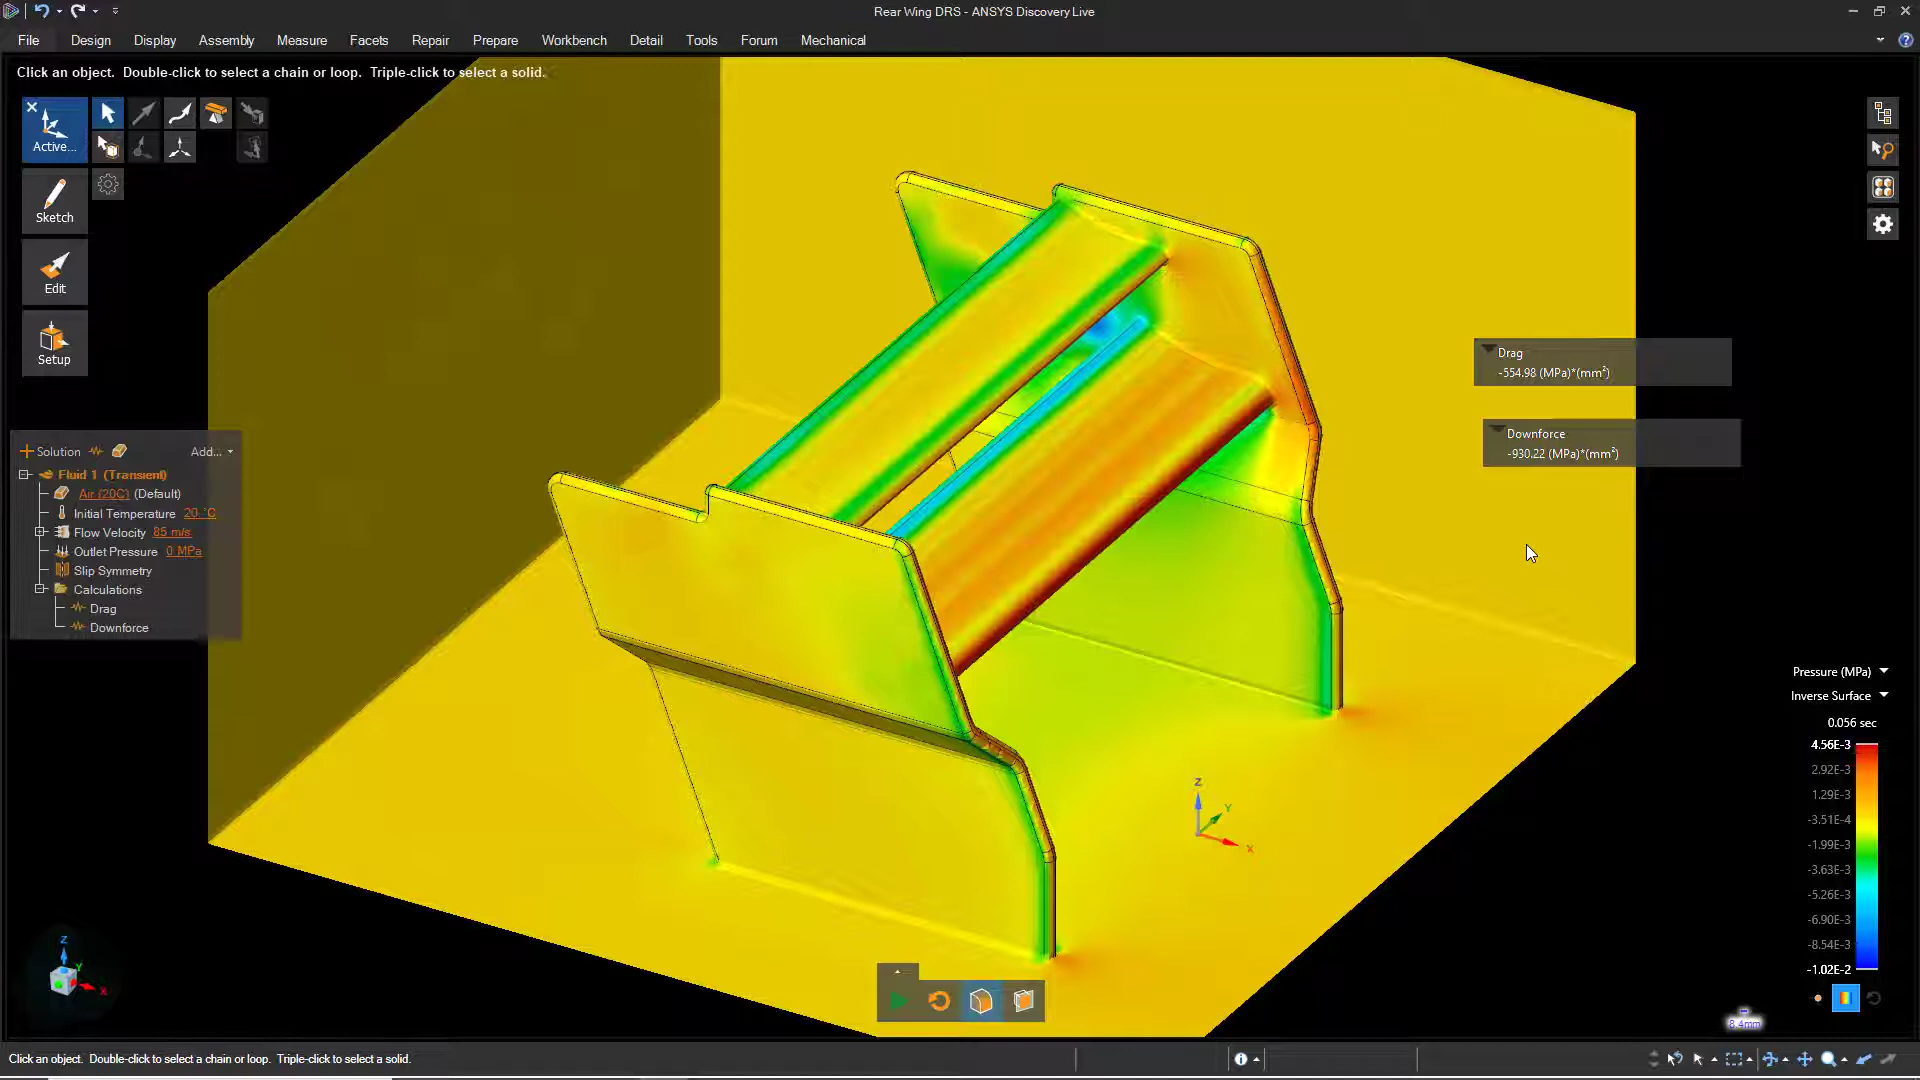 Rear Wing DRS - ANSYS Discovery Live
File Design Display Assembly Measure Facets Repair Prepare Workbench Detail Tools Forum Mechanical
Click an object. Double-click to select a chain or loop. Triple-click to select a solid.
Active...
Sketch
Edit
Setup
Drag
-554.98 (MPa)*(mm²)
Downforce
-930.22 (MPa)*(mm²)
Solution Add...
Fluid 1 (Transient)
Air (20C) (Default)
Initial Temperature 20 °C
Flow Velocity 85 m/s
Outlet Pressure 0 MPa
Slip Symmetry
Calculations
Drag
Downforce
Pressure (MPa)
Inverse Surface
0.056 sec
4.56E-3
2.92E-3
1.29E-3
-3.51E-4
-1.99E-3
-3.63E-3
-5.26E-3
-6.90E-3
-8.54E-3
-1.02E-2
Z
Y
X
Z
Y
X
8.4mm
Click an object. Double-click to select a chain or loop. Triple-click to select a solid.